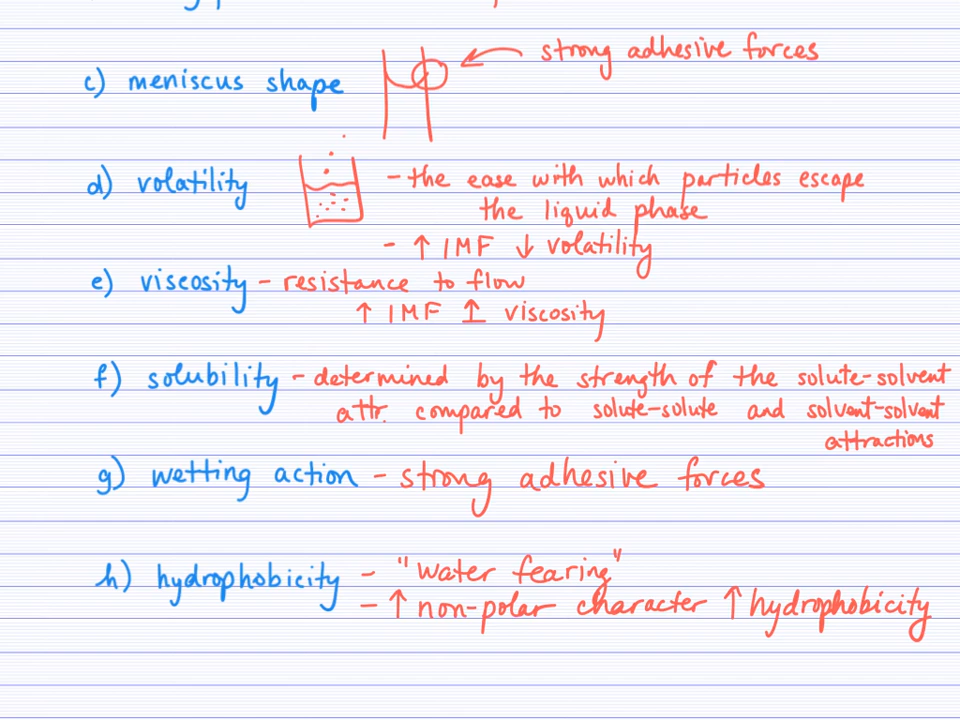 strong adhesive forces
c) meniscus shape
d) volatility - the ease with which particles escape
the liquid phase
- ↑ IMF ↓ volatility
e) viscosity - resistance to flow
↑ IMF ↑ viscosity
f) solubility - determined by the strength of the solute-solvent
attr. compared to solute-solute and solvent-solvent
attractions
g) wetting action - strong adhesive forces
h) hydrophobicity - "water fearing"
- ↑ non-polar character ↑ hydrophobicity